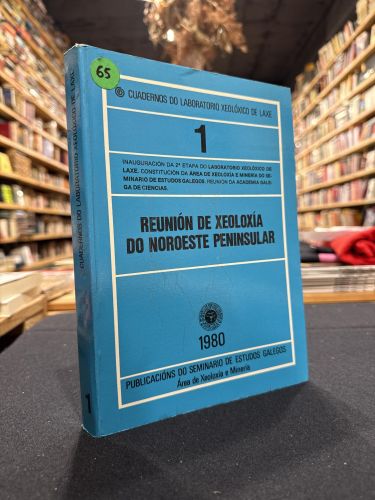 65
CUADERNOS DO LABORATORIO XEOLÓXICO DE LAXE
1
INAUGURACIÓN DA 2ª ETAPA DO LABORATORIO XEOLÓXICO DE
LAXE. CONSTITUCIÓN DA ÁREA DE XEOLOXÍA E MINERÍA DO SE-
MINARIO DE ESTUDOS GALEGOS. REUNIÓN DA ACADEMIA GALE-
GA DE CIENCIAS.
REUNIÓN DE XEOLOXÍA
DO NOROESTE PENINSULAR
1980
PUBLICACIÓNS DO SEMINARIO DE ESTUDOS GALEGOS
Área de Xeoloxía e Minería
CUADERNOS DO LABORATORIO XEOLÓXICO DE LAXE
1